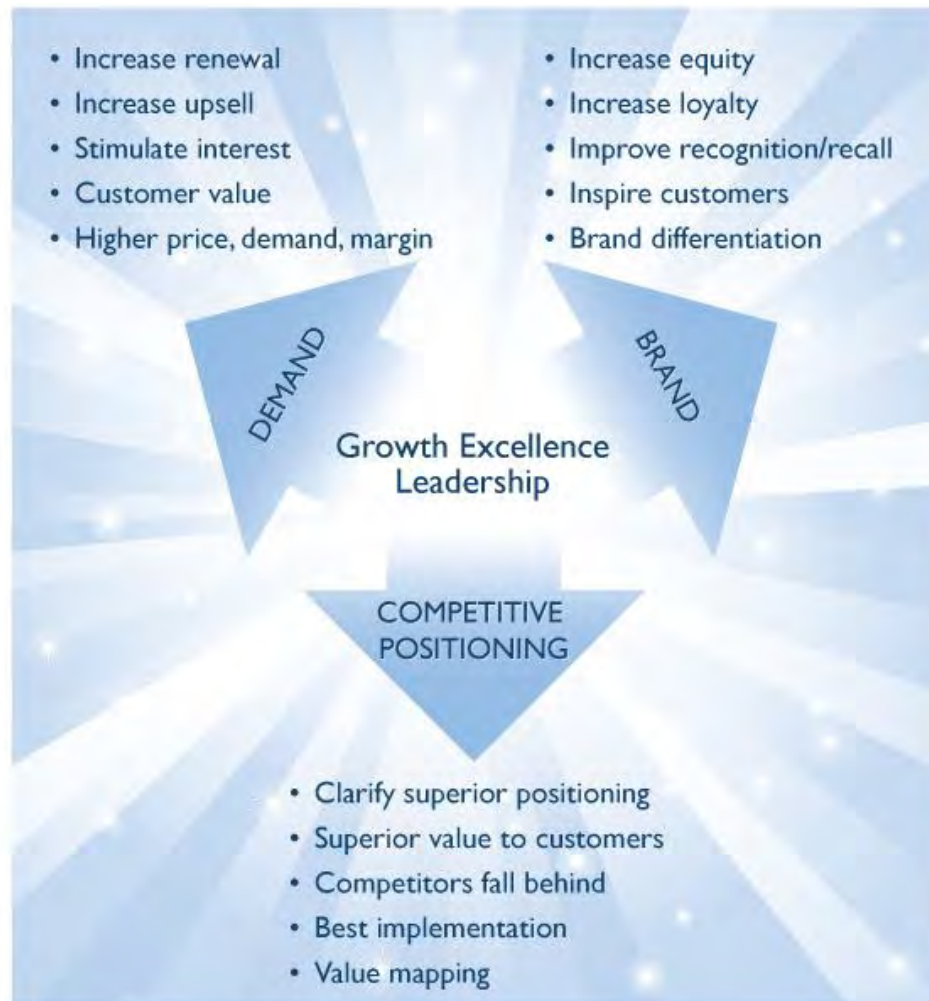 • Increase renewal
• Increase upsell
• Stimulate interest
• Customer value
• Higher price, demand, margin
• Increase equity
• Increase loyalty
• Improve recognition/recall
• Inspire customers
• Brand differentiation
DEMAND
BRAND
Growth Excellence
Leadership
COMPETITIVE
POSITIONING
• Clarify superior positioning
• Superior value to customers
• Competitors fall behind
• Best implementation
• Value mapping